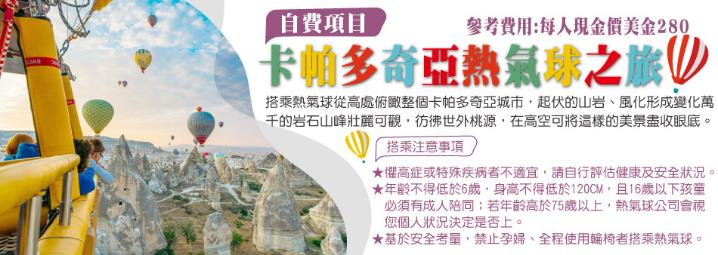 自費項目
參考費用:每人現金價美金280
卡帕多奇亞熱氣球之旅
搭乘熱氣球從高處俯瞰整個卡帕多奇亞城市，起伏的山岩、風化形成變化萬
千的岩石山峰壯麗可觀，彷彿世外桃源，在高空可將這樣的美景盡收眼底。
搭乘注意事項
★懼高症或特殊疾病者不適宜，請自行評估健康及安全狀況。
★年齡不得低於6歲，身高不得低於120CM，且16歲以下孩童
必須有成人陪同；若年齡高於75歲以上，熱氣球公司會視
您個人狀況決定是否上。
★基於安全考量，禁止孕婦、全程使用輪椅者搭乘熱氣球。